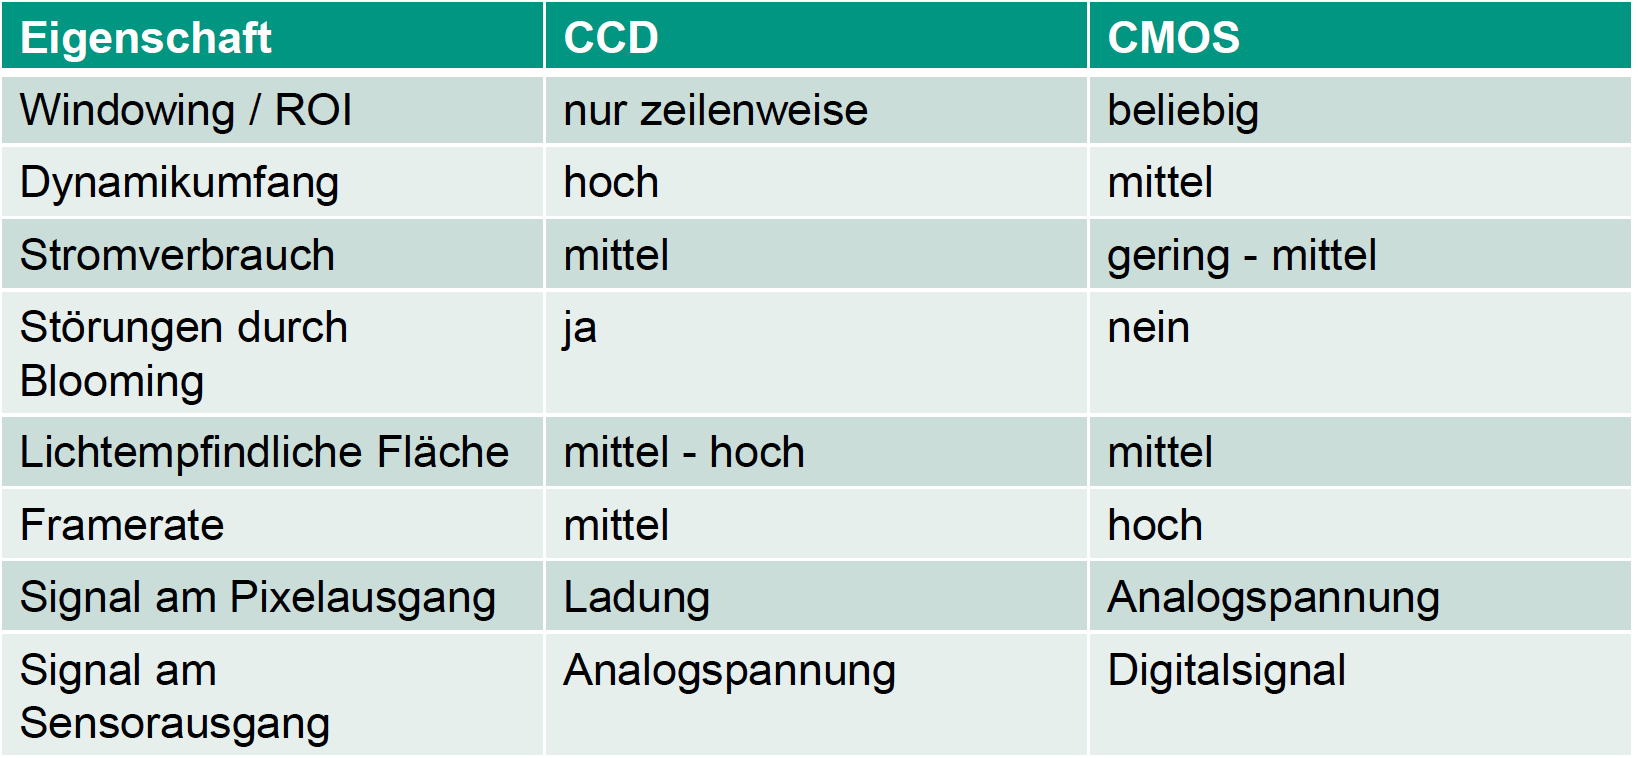 Eigenschaft CCD CMOS
Windowing / ROI nur zeilenweise beliebig
Dynamikumfang hoch mittel
Stromverbrauch mittel gering - mittel
Störungen durch ja nein
Blooming
Lichtempfindliche Fläche mittel - hoch mittel
Framerate mittel hoch
Signal am Pixelausgang Ladung Analogspannung
Signal am Analogspannung Digitalsignal
Sensorausgang